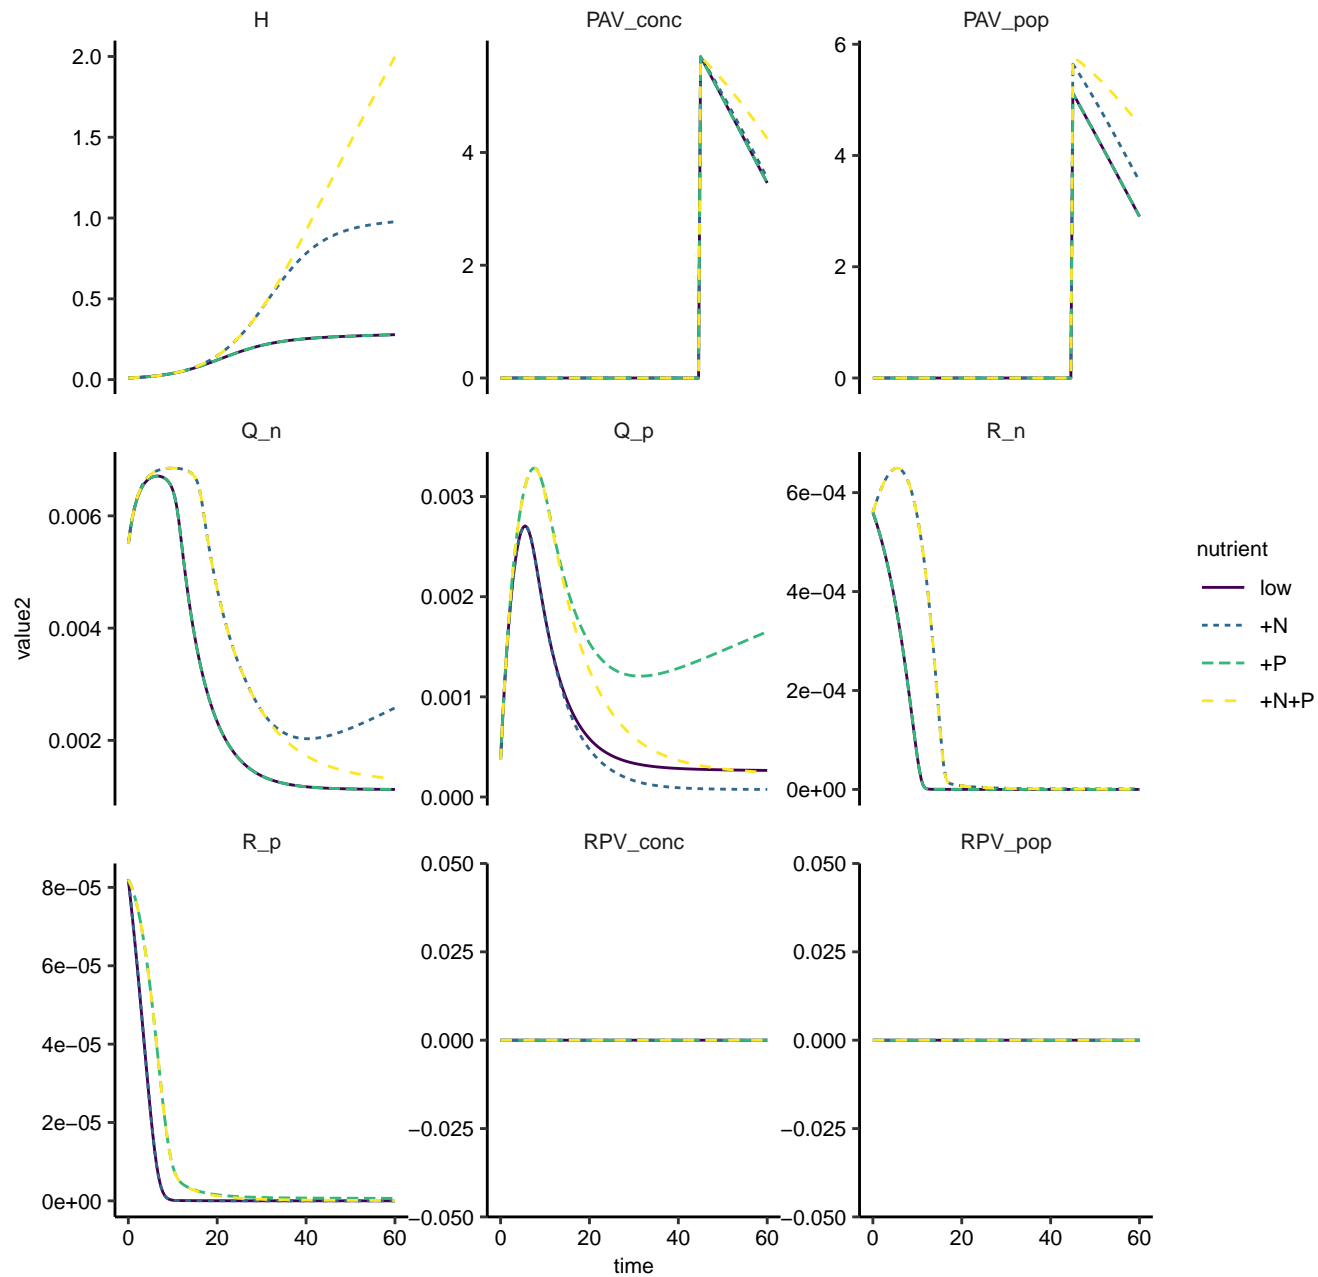 H
PAV_conc
PAV_pop
2.0
1.5
1.0
0.5
0.0
4
2
0
6
4
2
0
Q_n
Q_p
R_n
0.006
0.004
0.002
0.003
0.002
0.001
0.000
6e−04
4e−04
2e−04
0e+00
R_p
RPV_conc
RPV_pop
8e−05
6e−05
4e−05
2e−05
0e+00
0.050
0.025
0.000
−0.025
−0.050
0.050
0.025
0.000
−0.025
−0.050
0 20 40 60
0 20 40 60
0 20 40 60
time
value2
nutrient
low
+N
+P
+N+P